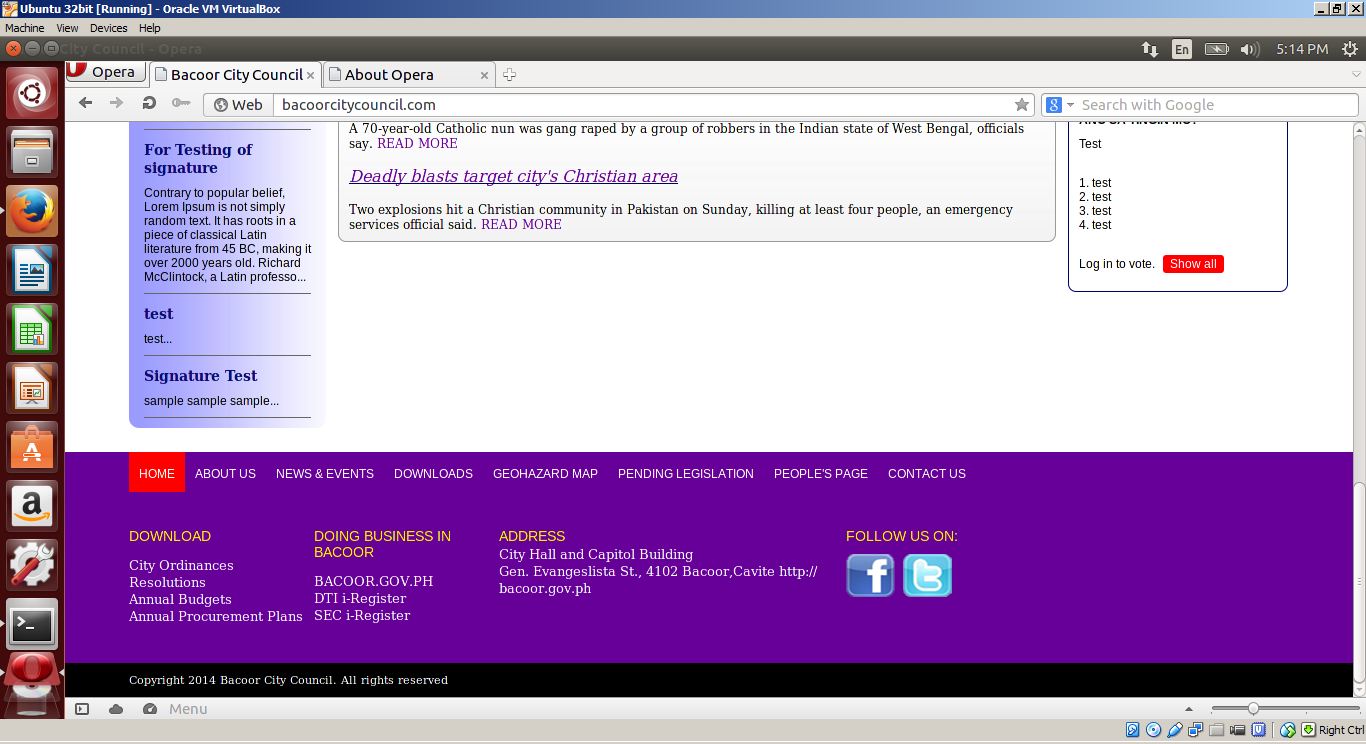 Ubuntu 32bit [Running] - Oracle VM VirtualBox
Machine View Devices Help
City Council - Opera
En
5:14 PM
Opera
Bacoor City Council
About Opera
Web
bacoorcitycouncil.com
Search with Google
For Testing of
signature
Contrary to popular belief,
Lorem Ipsum is not simply
random text. It has roots in a
piece of classical Latin
literature from 45 BC, making it
over 2000 years old. Richard
McClintock, a Latin professo...
test
test...
Signature Test
sample sample sample...
A 70-year-old Catholic nun was gang raped by a group of robbers in the Indian state of West Bengal, officials
say. READ MORE
Deadly blasts target city's Christian area
Two explosions hit a Christian community in Pakistan on Sunday, killing at least four people, an emergency
services official said. READ MORE
Test
1. test
2. test
3. test
4. test
Log in to vote. Show all
HOME ABOUT US NEWS & EVENTS DOWNLOADS GEOHAZARD MAP PENDING LEGISLATION PEOPLE'S PAGE CONTACT US
DOWNLOAD
City Ordinances
Resolutions
Annual Budgets
Annual Procurement Plans
DOING BUSINESS IN
BACOOR
BACOOR.GOV.PH
DTI i-Register
SEC i-Register
ADDRESS
City Hall and Capitol Building
Gen. Evangeslista St., 4102 Bacoor,Cavite http://
bacoor.gov.ph
FOLLOW US ON:
Copyright 2014 Bacoor City Council. All rights reserved
Menu
Right Ctrl